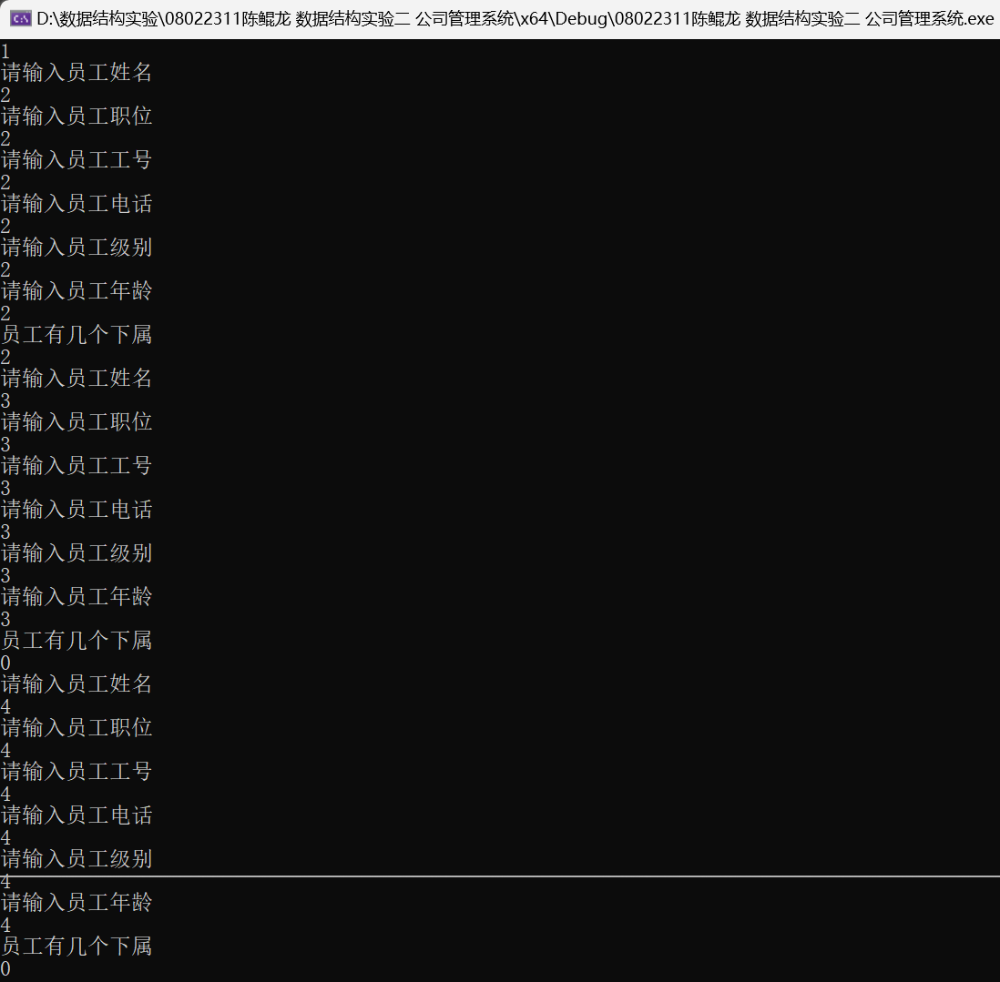 D:\数据结构实验\08022311陈鲲龙 数据结构实验二 公司管理系统\x64\Debug\08022311陈鲲龙 数据结构实验二 公司管理系统.exe
1
请输入员工姓名
2
请输入员工职位
2
请输入员工工号
2
请输入员工电话
2
请输入员工级别
2
请输入员工年龄
2
员工有几个下属
2
请输入员工姓名
3
请输入员工职位
3
请输入员工工号
3
请输入员工电话
3
请输入员工级别
3
请输入员工年龄
3
员工有几个下属
0
请输入员工姓名
4
请输入员工职位
4
请输入员工工号
4
请输入员工电话
4
请输入员工级别
4
请输入员工年龄
4
员工有几个下属
0